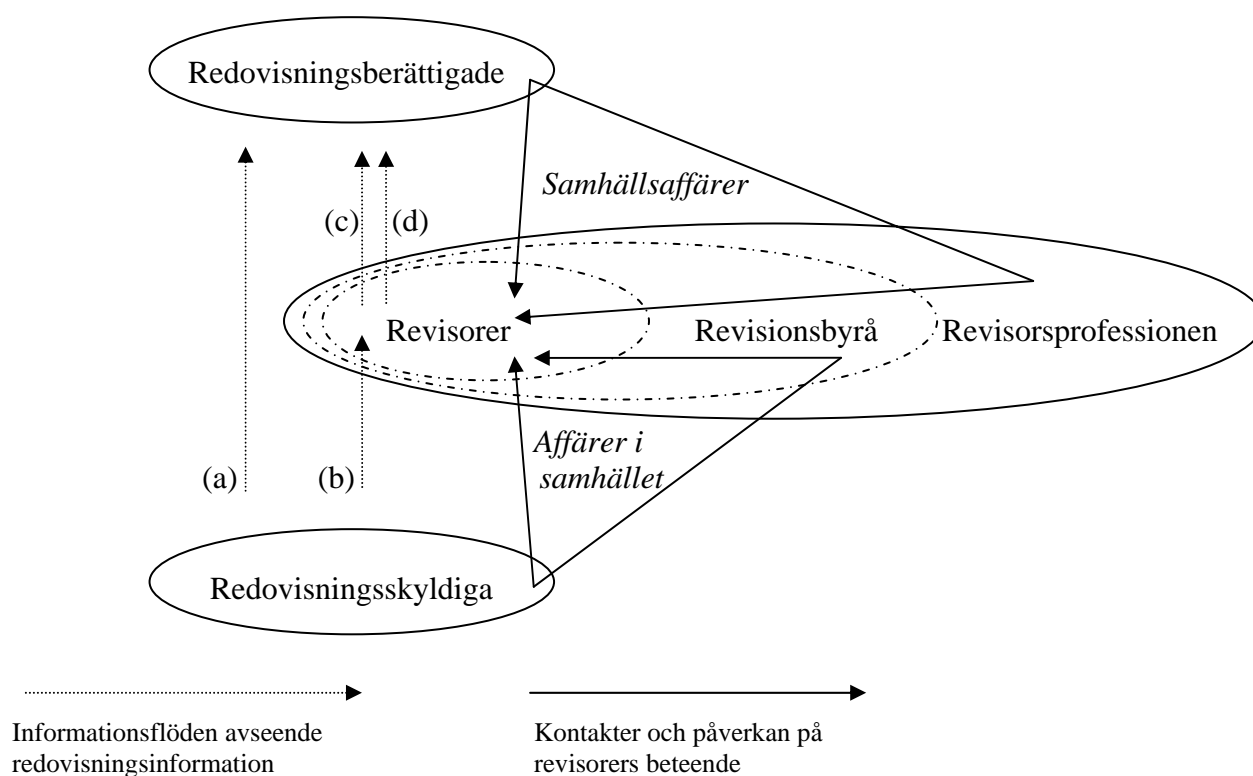 Redovisningsberättigade
Samhällsaffärer
(c) (d)
Revisorer Revisionsbyrå Revisorsprofessionen
Affärer i
samhället
(a) (b)
Redovisningsskyldiga
Informationsflöden avseende
redovisningsinformation
Kontakter och påverkan på
revisorers beteende